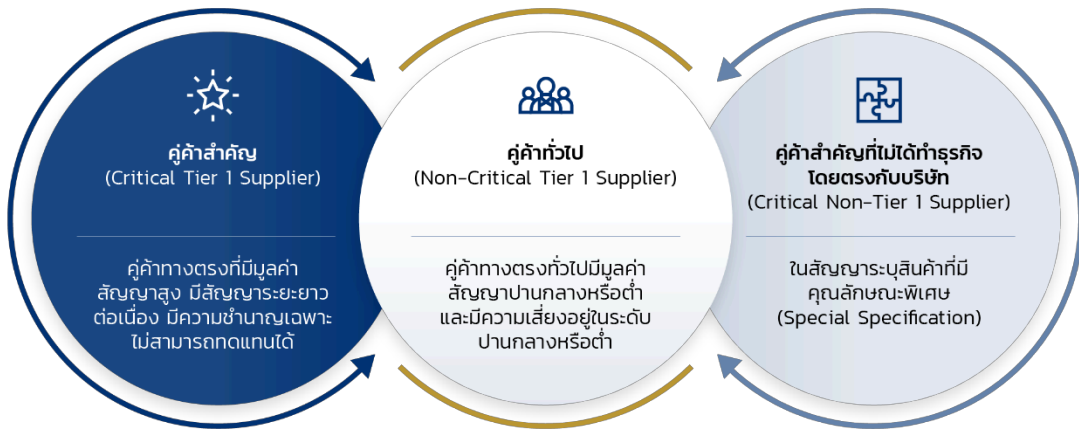 คู่ค้าสำคัญ
(Critical Tier 1 Supplier)
คู่ค้าทางตรงที่มีมูลค่า
สัญญาสูง มีสัญญาระยะยาว
ต่อเนื่อง มีความชำนาญเฉพาะ
ไม่สามารถทดแทนได้
คู่ค้าทั่วไป
(Non-Critical Tier 1 Supplier)
คู่ค้าทางตรงทั่วไปมีมูลค่า
สัญญาปานกลางหรือต่ำ
และมีความเสี่ยงอยู่ในระดับ
ปานกลางหรือต่ำ
คู่ค้าสำคัญที่ไม่ได้ทำธุรกิจ
โดยตรงกับบริษัท
(Critical Non-Tier 1 Supplier)
ในสัญญาระบุสินค้าที่มี
คุณลักษณะพิเศษ
(Special Specification)